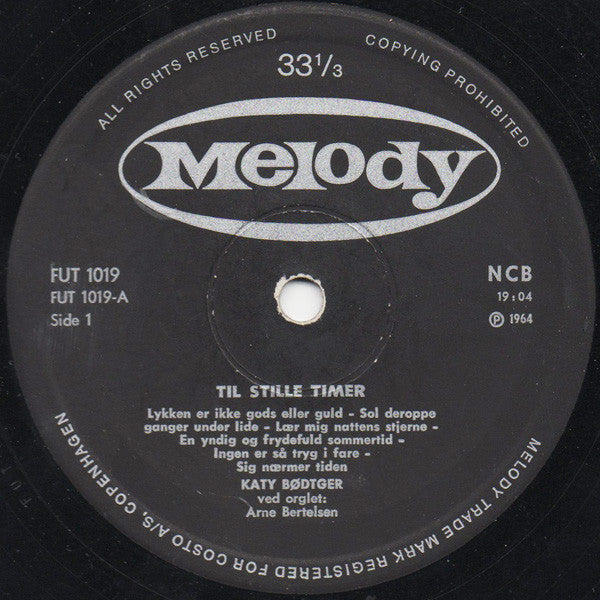 ALL RIGHTS RESERVED
COPYING PROHIBITED
33 1/3
Melody
FUT 1019
FUT 1019-A
Side 1
NCB
19:04
℗ 1964
TIL STILLE TIMER
Lykken er ikke gods eller guld - Sol deroppe
ganger under lide - Lær mig nattens stjerne -
En yndig og frydefuld sommertid -
Ingen er så tryg i fare -
Sig nærmer tiden
KATY BØDTGER
ved orglet:
Arne Bertelsen
MELODY TRADE MARK REGISTERED FOR COSTO A/S, COPENHAGEN